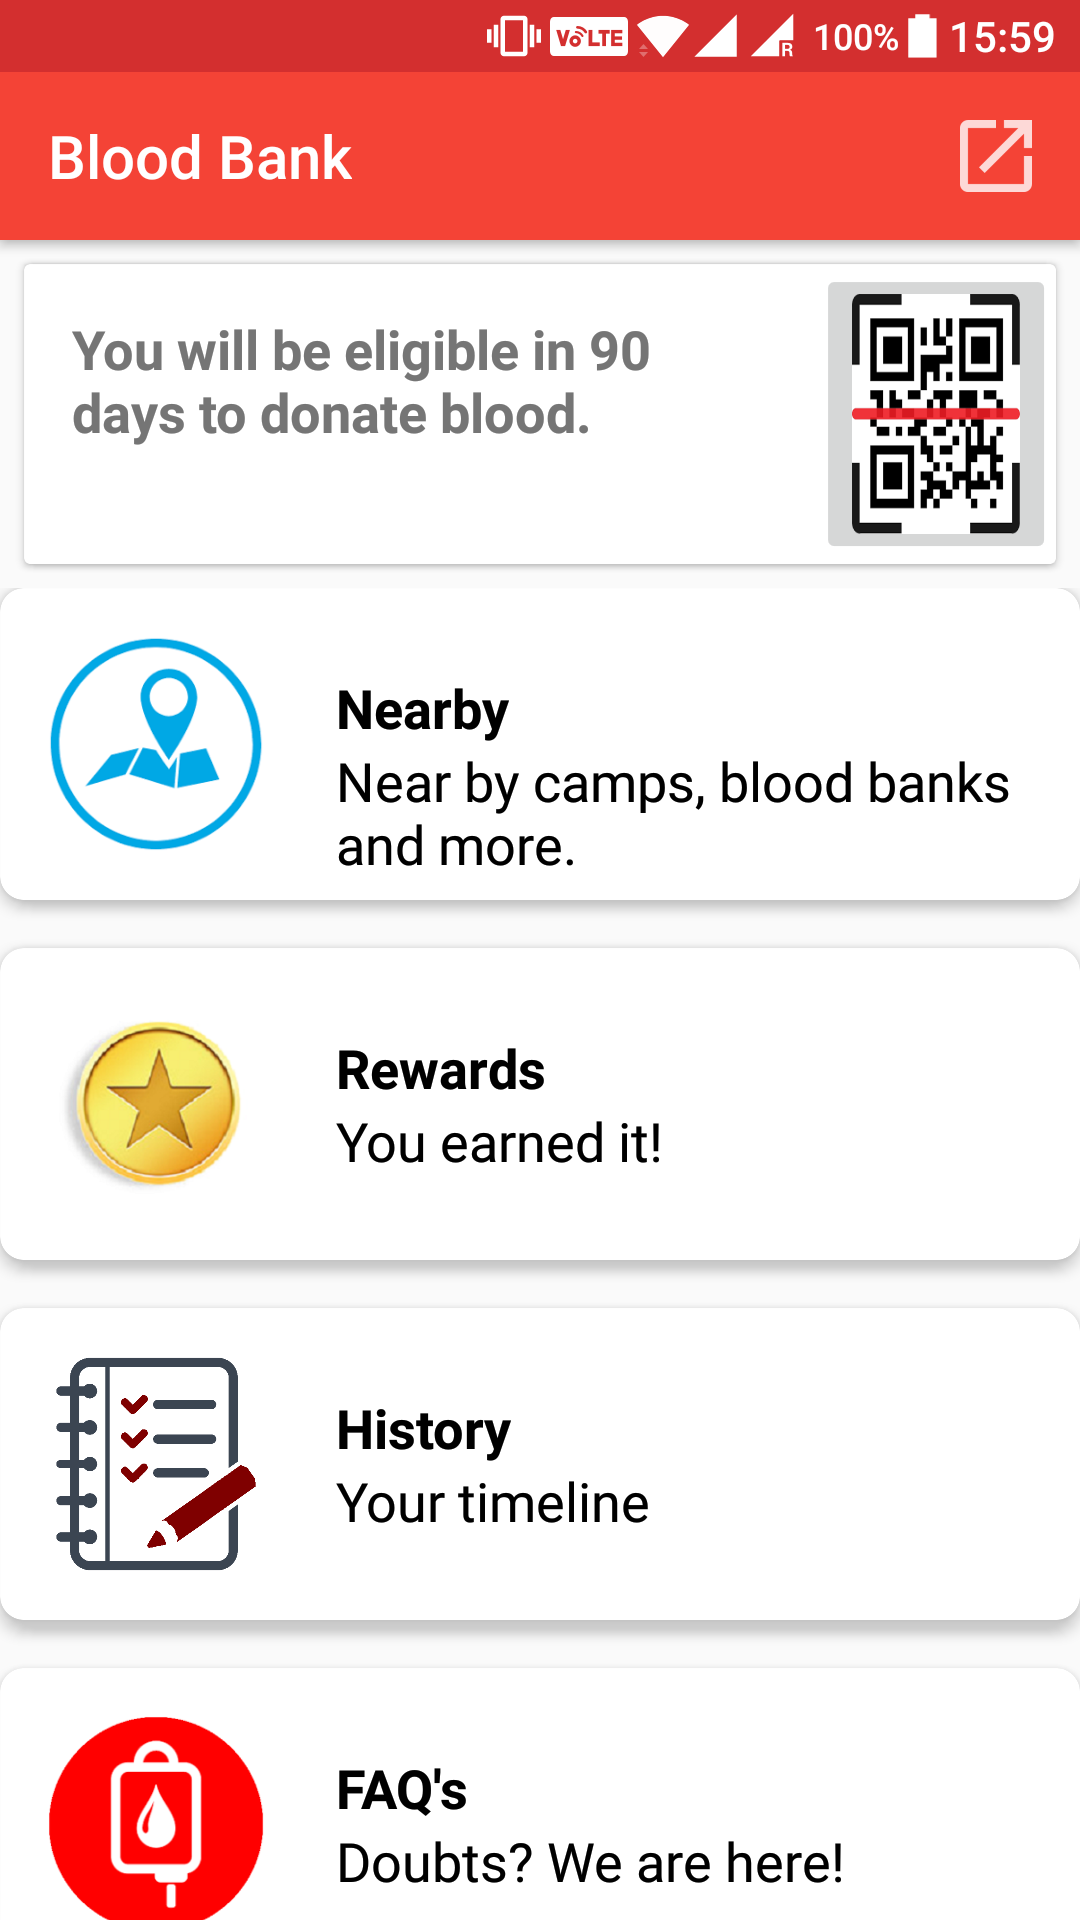 VoLTE R 100% 15:59
Blood Bank
You will be eligible in 90
days to donate blood.
Nearby
Near by camps, blood banks
and more.
Rewards
You earned it!
History
Your timeline
FAQ's
Doubts? We are here!